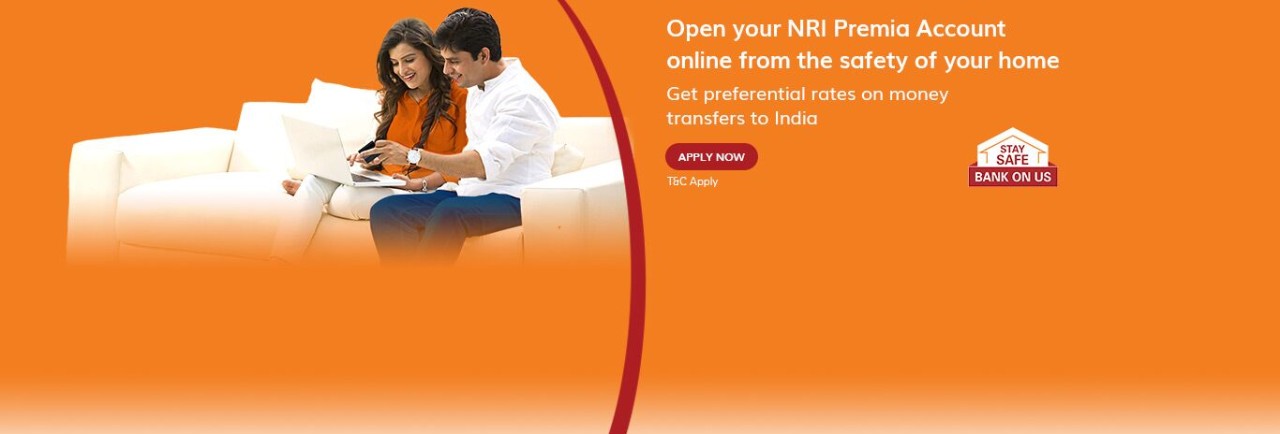 Open your NRI Premia Account
online from the safety of your home
Get preferential rates on money
transfers to India
APPLY NOW
T&C Apply
STAY
SAFE
BANK ON US